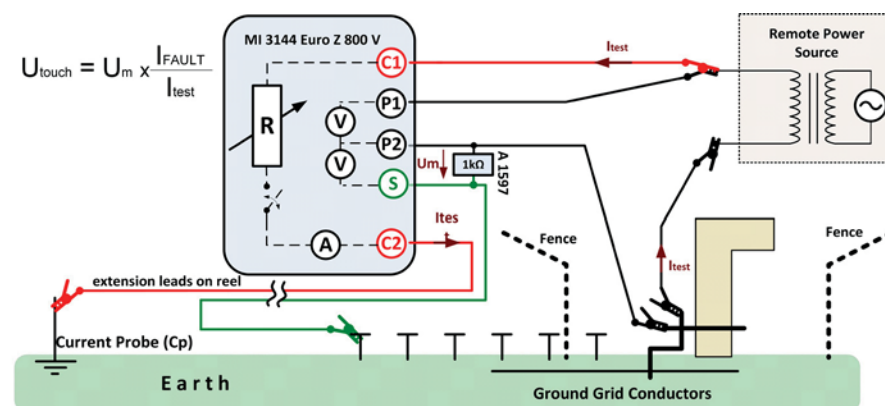 MI 3144 Euro Z 800 V
Utouch = Um x IFAULT
Itest
C1
Itest
Remote Power
Source
R
V
P1
V
P2
Um
1kΩ
A 1597
S
A
C2
Ites
t
Fence
Fence
Itest
extension leads on reel
Current Probe (Cp)
Earth
Ground Grid Conductors